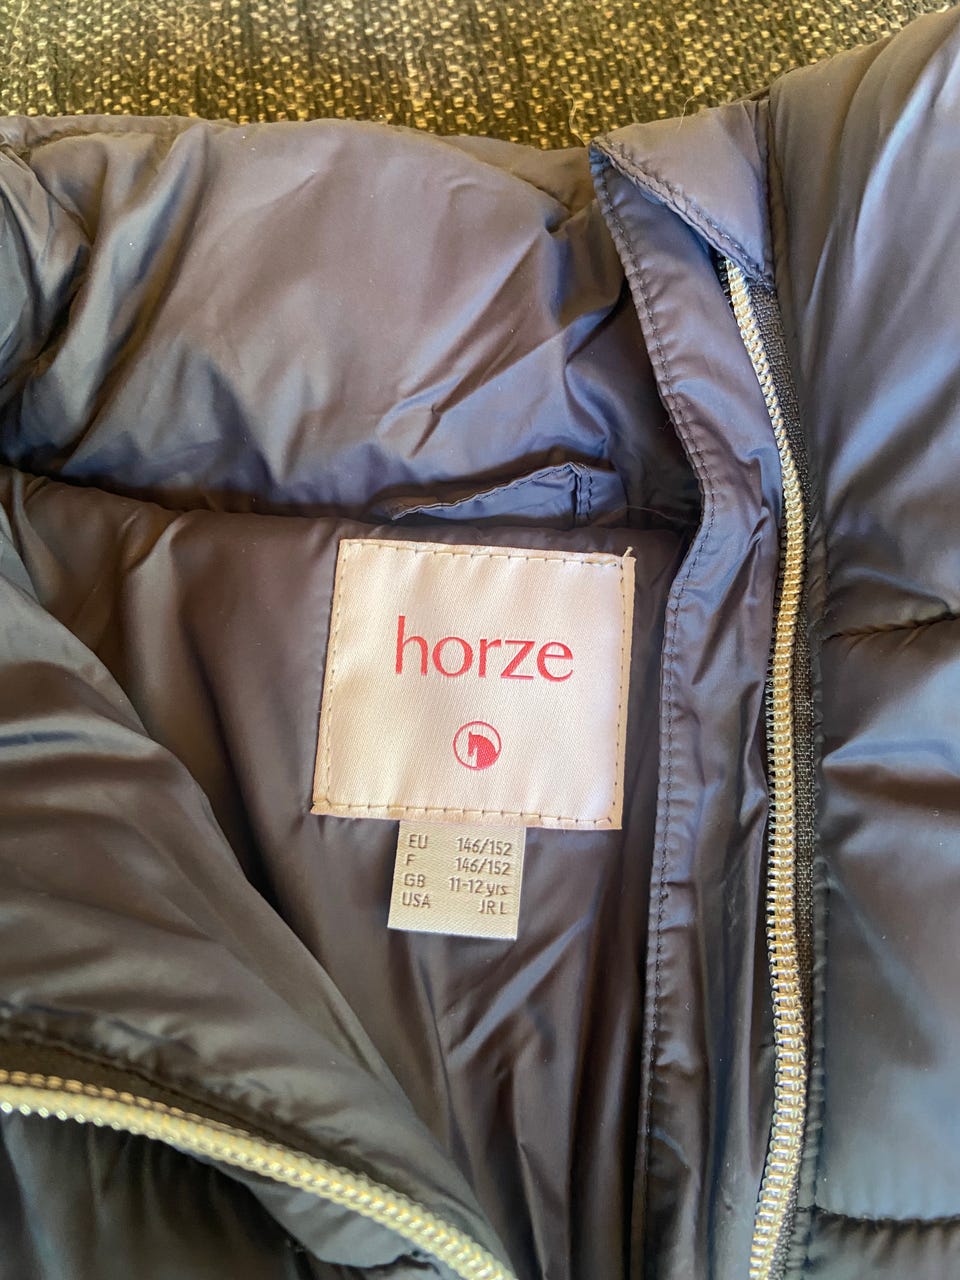 horze
EU 146/152
F 146/152
GB 11-12 yrs
USA JR L